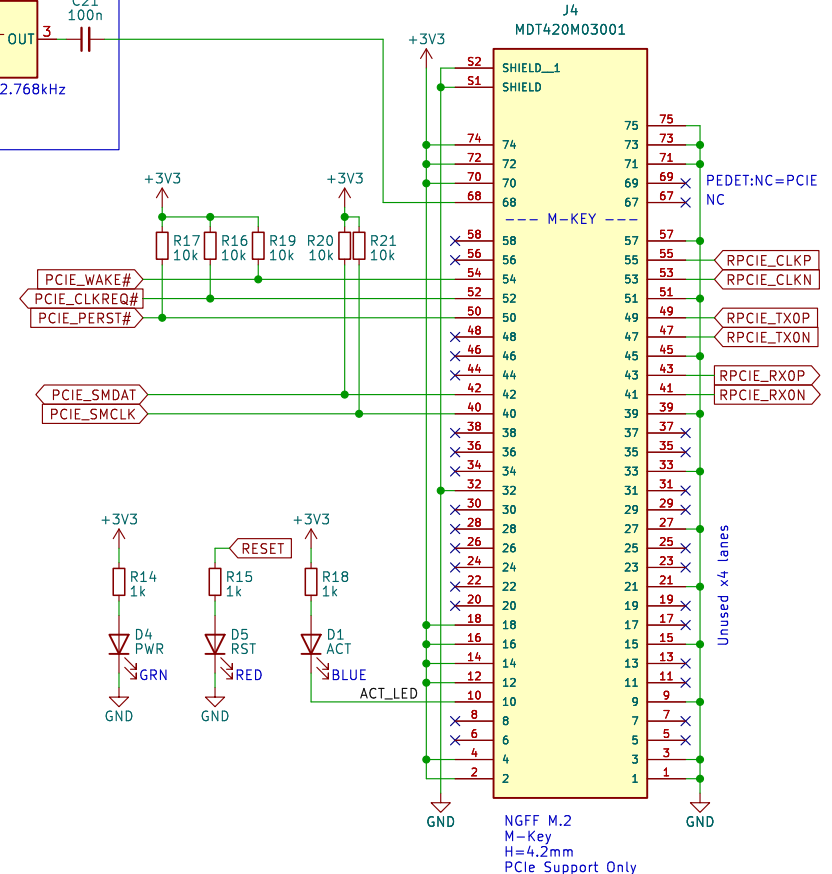 C21
100n
OUT
3
2.768kHz
J4
MDT420M03001
+3V3
S2 SHIELD__1
S1 SHIELD
75 75
74 74 73 73
72 72 71 71
70 70 69 69 PEDET:NC=PCIE
68 68 67 67 NC
--- M-KEY ---
+3V3 +3V3
R17 10k R16 10k R19 10k R20 10k R21 10k
58 58 57 57
56 56 55 55 RPCIE_CLKP
PCIE_WAKE# 54 54 53 53 RPCIE_CLKN
PCIE_CLKREQ# 52 52 51 51
PCIE_PERST# 50 50 49 49 RPCIE_TX0P
48 48 47 47 RPCIE_TX0N
46 46 45 45
44 44 43 43 RPCIE_RX0P
PCIE_SMDAT 42 42 41 41 RPCIE_RX0N
PCIE_SMCLK 40 40 39 39
38 38 37 37
36 36 35 35
34 34 33 33
32 32 31 31
30 30 29 29
28 28 27 27
26 26 25 25
24 24 23 23
22 22 21 21
20 20 19 19
18 18 17 17
16 16 15 15
14 14 13 13
12 12 11 11
ACT_LED 10 10 9 9
8 8 7 7
6 6 5 5
4 4 3 3
2 2 1 1
Unused x4 lanes
+3V3 RESET +3V3
R14 1k R15 1k R18 1k
D4 PWR D5 RST D1 ACT
GRN RED BLUE
GND GND
GND GND
NGFF M.2
M-Key
H=4.2mm
PCIe Support Only